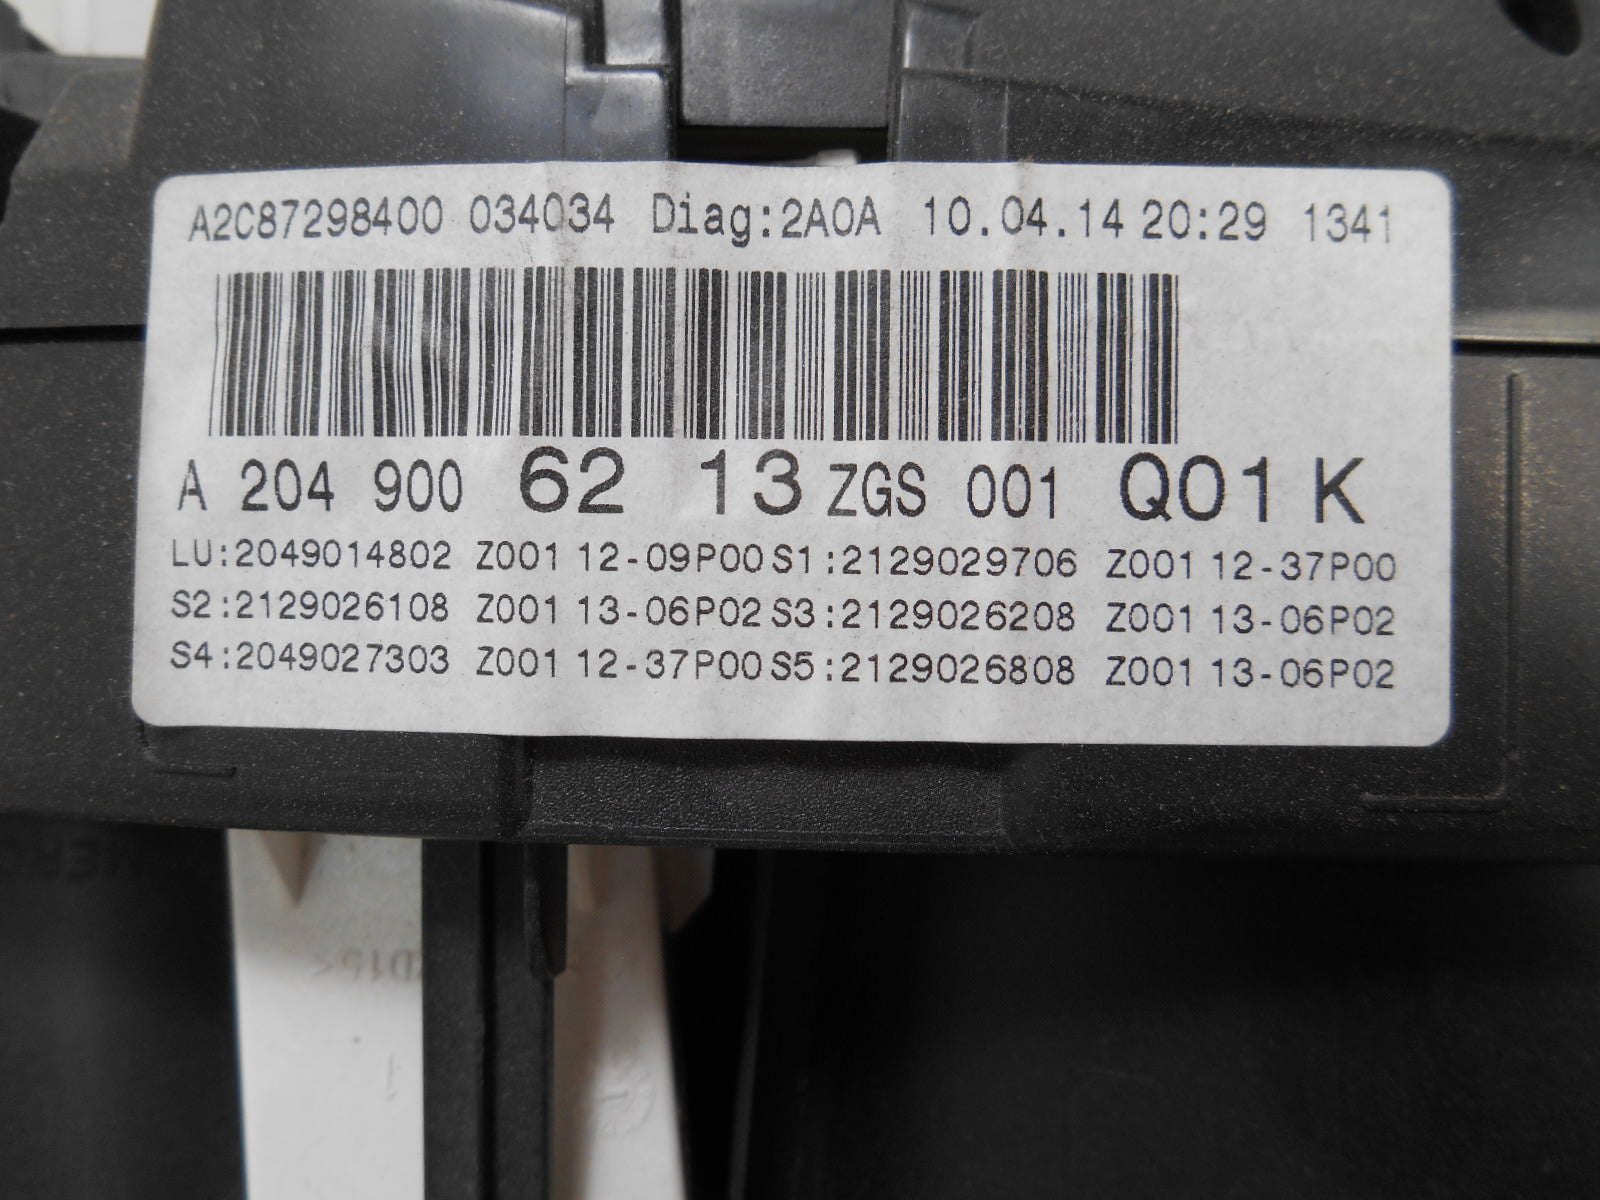 A2C87298400 034034 Diag:2A0A 10.04.14 20:29 1341
A 204 900 62 13 ZGS 001 Q01 K
LU:2049014802 Z001 12-09P00 S1:2129029706 Z001 12-37P00
S2:2129026108 Z001 13-06P02 S3:2129026208 Z001 13-06P02
S4:2049027303 Z001 12-37P00 S5:2129026808 Z001 13-06P02
D15<
1